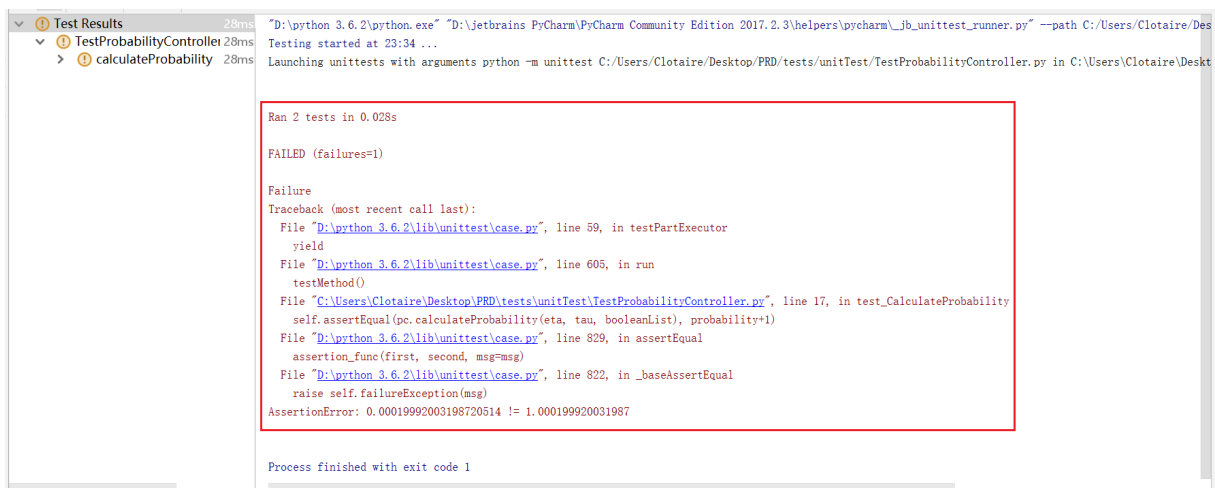 Test Results 28ms
TestProbabilityController 28ms
calculateProbability 28ms
"D:\python 3.6.2\python.exe" "D:\jetbrains PyCharm\PyCharm Community Edition 2017.2.3\helpers\pycharm\_jb_unittest_runner.py" --path C:/Users/Clotaire/Des
Testing started at 23:34 ...
Launching unittests with arguments python -m unittest C:/Users/Clotaire/Desktop/PRD/tests/unitTest/TestProbabilityController.py in C:\Users\Clotaire\Deskt
Ran 2 tests in 0.028s
FAILED (failures=1)
Failure
Traceback (most recent call last):
File "D:\python 3.6.2\lib\unittest\case.py", line 59, in testPartExecutor
yield
File "D:\python 3.6.2\lib\unittest\case.py", line 605, in run
testMethod()
File "C:\Users\Clotaire\Desktop\PRD\tests\unitTest\TestProbabilityController.py", line 17, in test_CalculateProbability
self.assertEqual(pc.calculateProbability(eta, tau, booleanList), probability+1)
File "D:\python 3.6.2\lib\unittest\case.py", line 829, in assertEqual
assertion_func(first, second, msg=msg)
File "D:\python 3.6.2\lib\unittest\case.py", line 822, in _baseAssertEqual
raise self.failureException(msg)
AssertionError: 0.00019992003198720514 != 1.000199920031987
Process finished with exit code 1